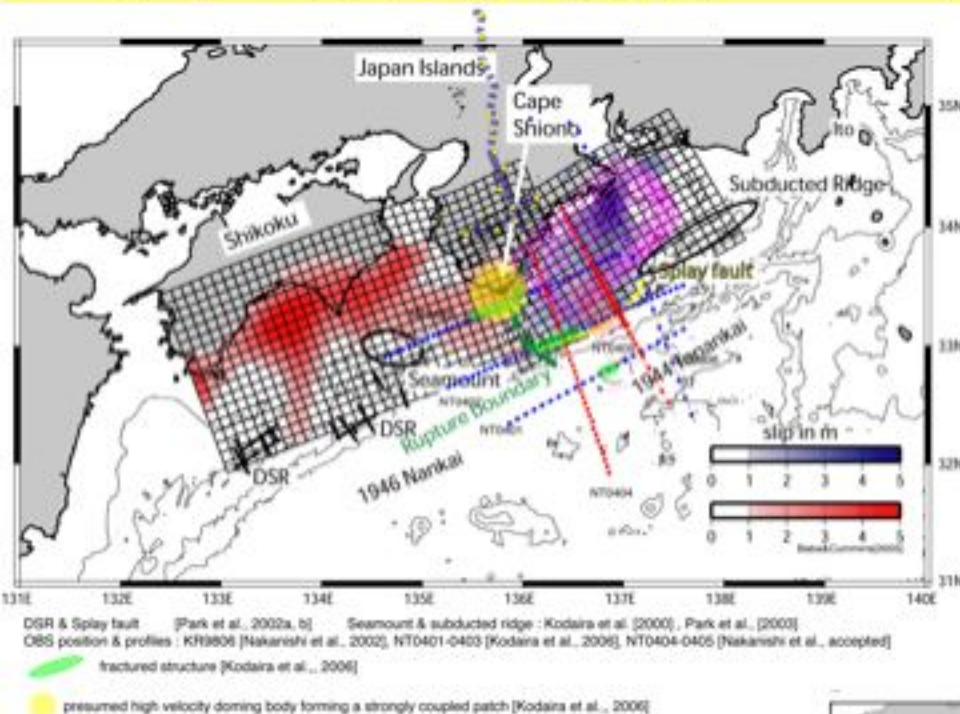 Japan Islands
Cape
Shiono
35N
Ito
Subducted Ridge
Shikoku
34N
Splay fault
33N
1944 Tonankai
Seamount
Rupture Boundary
NT0401
DSR
slip in m
DSR
1946 Nankai
32N
0 1 2 3 4 5
NT0404
0 1 2 3 4 5
31N
131E 132E 133E 134E 135E 136E 137E 138E 139E 140E
DSR & Splay fault [Park et al., 2002a, b] Seamount & subducted ridge : Kodaira et al. [2000] , Park et al., [2003]
OBS position & profiles : KR9806 [Nakanishi et al., 2002], NT0401-0403 [Kodaira et al., 2006], NT0404-0405 [Nakanishi et al., accepted]
fractured structure [Kodaira et al.,, 2006]
presumed high velocity doming body forming a strongly coupled patch [Kodaira et al.,, 2006]